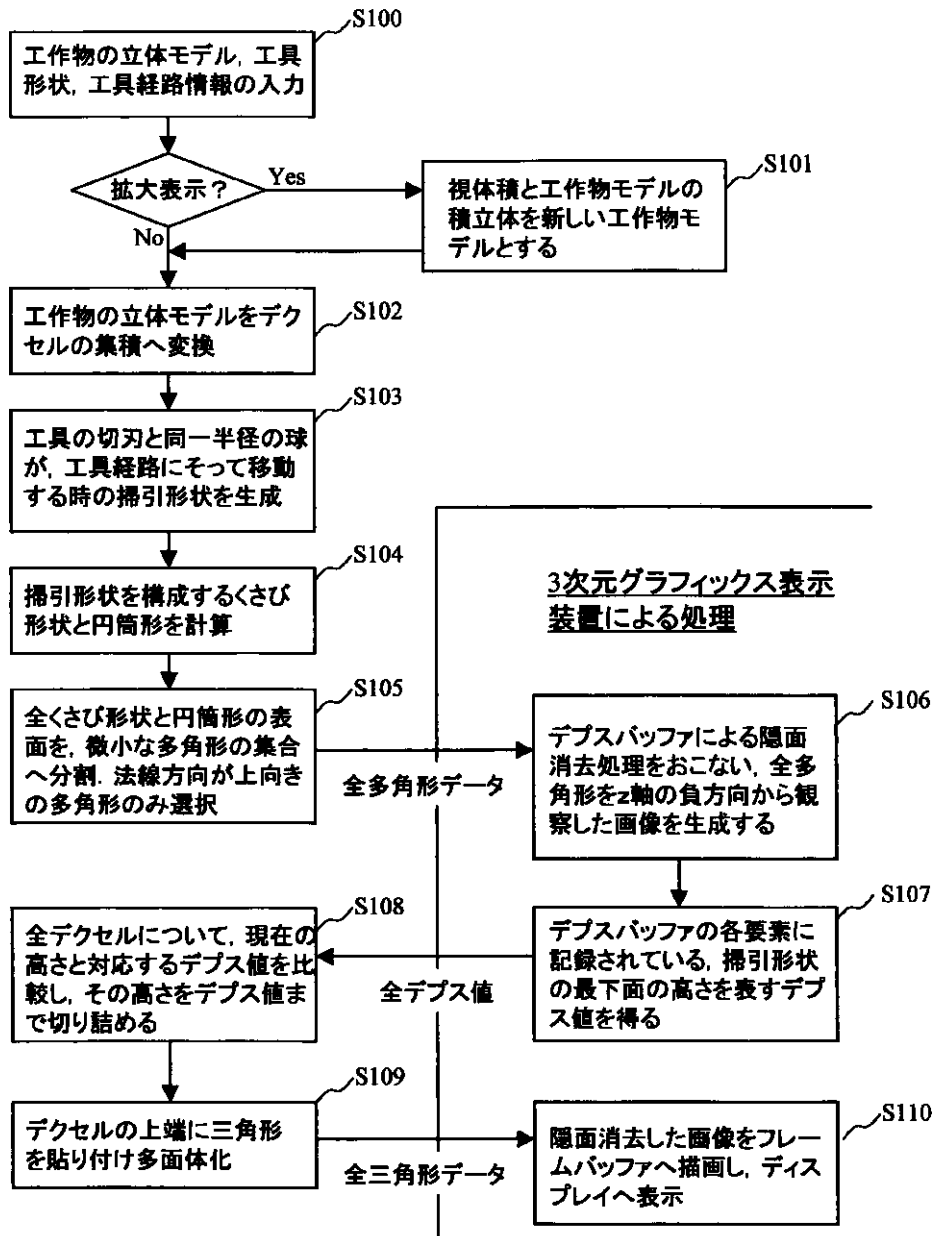 S100
工作物の立体モデル, 工具
形状, 工具経路情報の入力
拡大表示？
Yes
No
S101
視体積と工作物モデルの
積立体を新しい工作物モ
デルとする
S102
工作物の立体モデルをデク
セルの集積へ変換
S103
工具の切刃と同一半径の球
が, 工具経路にそって移動
する時の掃引形状を生成
S104
掃引形状を構成するくさび
形状と円筒形を計算
3次元グラフィックス表示
装置による処理
S105
全くさび形状と円筒形の表
面を, 微小な多角形の集合
へ分割. 法線方向が上向き
の多角形のみ選択
全多角形データ
S106
デプスバッファによる隠面
消去処理をおこない, 全多
角形をz軸の負方向から観
察した画像を生成する
S107
デプスバッファの各要素に
記録されている, 掃引形状
の最下面の高さを表すデプ
ス値を得る
全デプス値
S108
全デクセルについて, 現在の
高さと対応するデプス値を比
較し, その高さをデプス値ま
で切り詰める
S109
デクセルの上端に三角形
を貼り付け多面体化
全三角形データ
S110
隠面消去した画像をフレー
ムバッファへ描画し, ディス
プレイへ表示